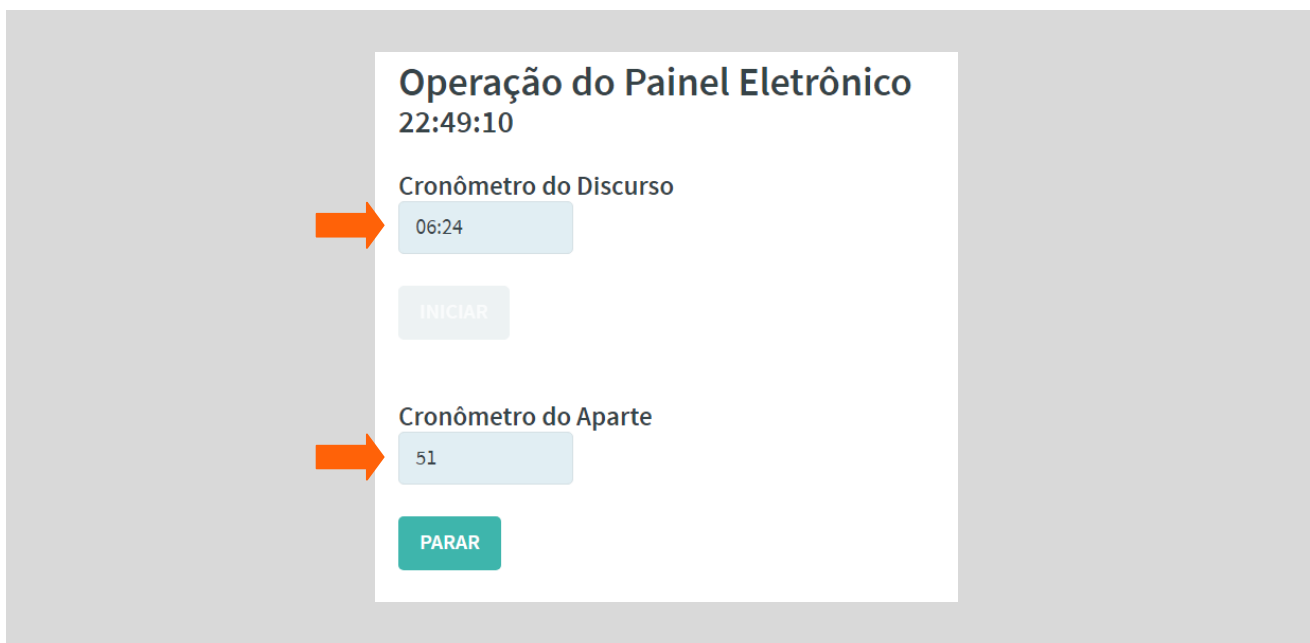 Operação do Painel Eletrônico
22:49:10
Cronômetro do Discurso
06:24
INICIAR
Cronômetro do Aparte
51
PARAR